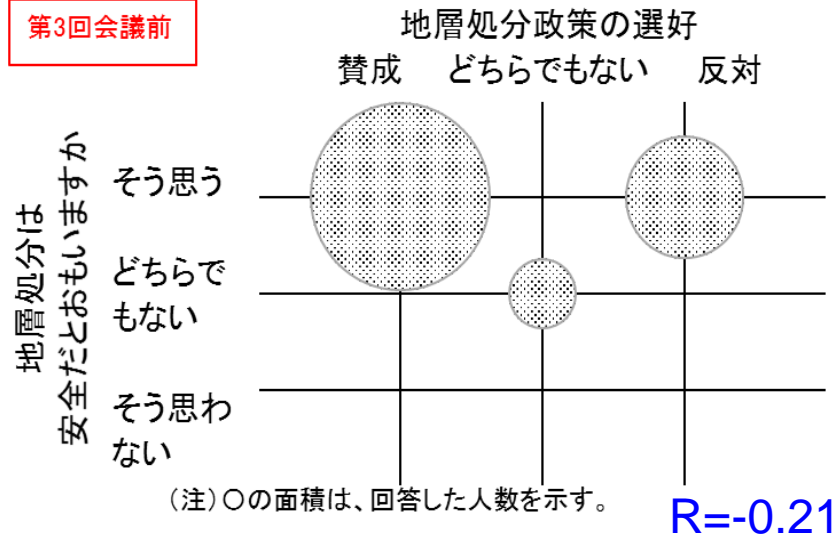 第3回会議前
地層処分政策の選好
賛成 どちらでもない 反対
地層処分は
安全だとおもいますか
そう思う
どちらで
もない
そう思わ
ない
（注）○の面積は、回答した人数を示す。
R=-0.21